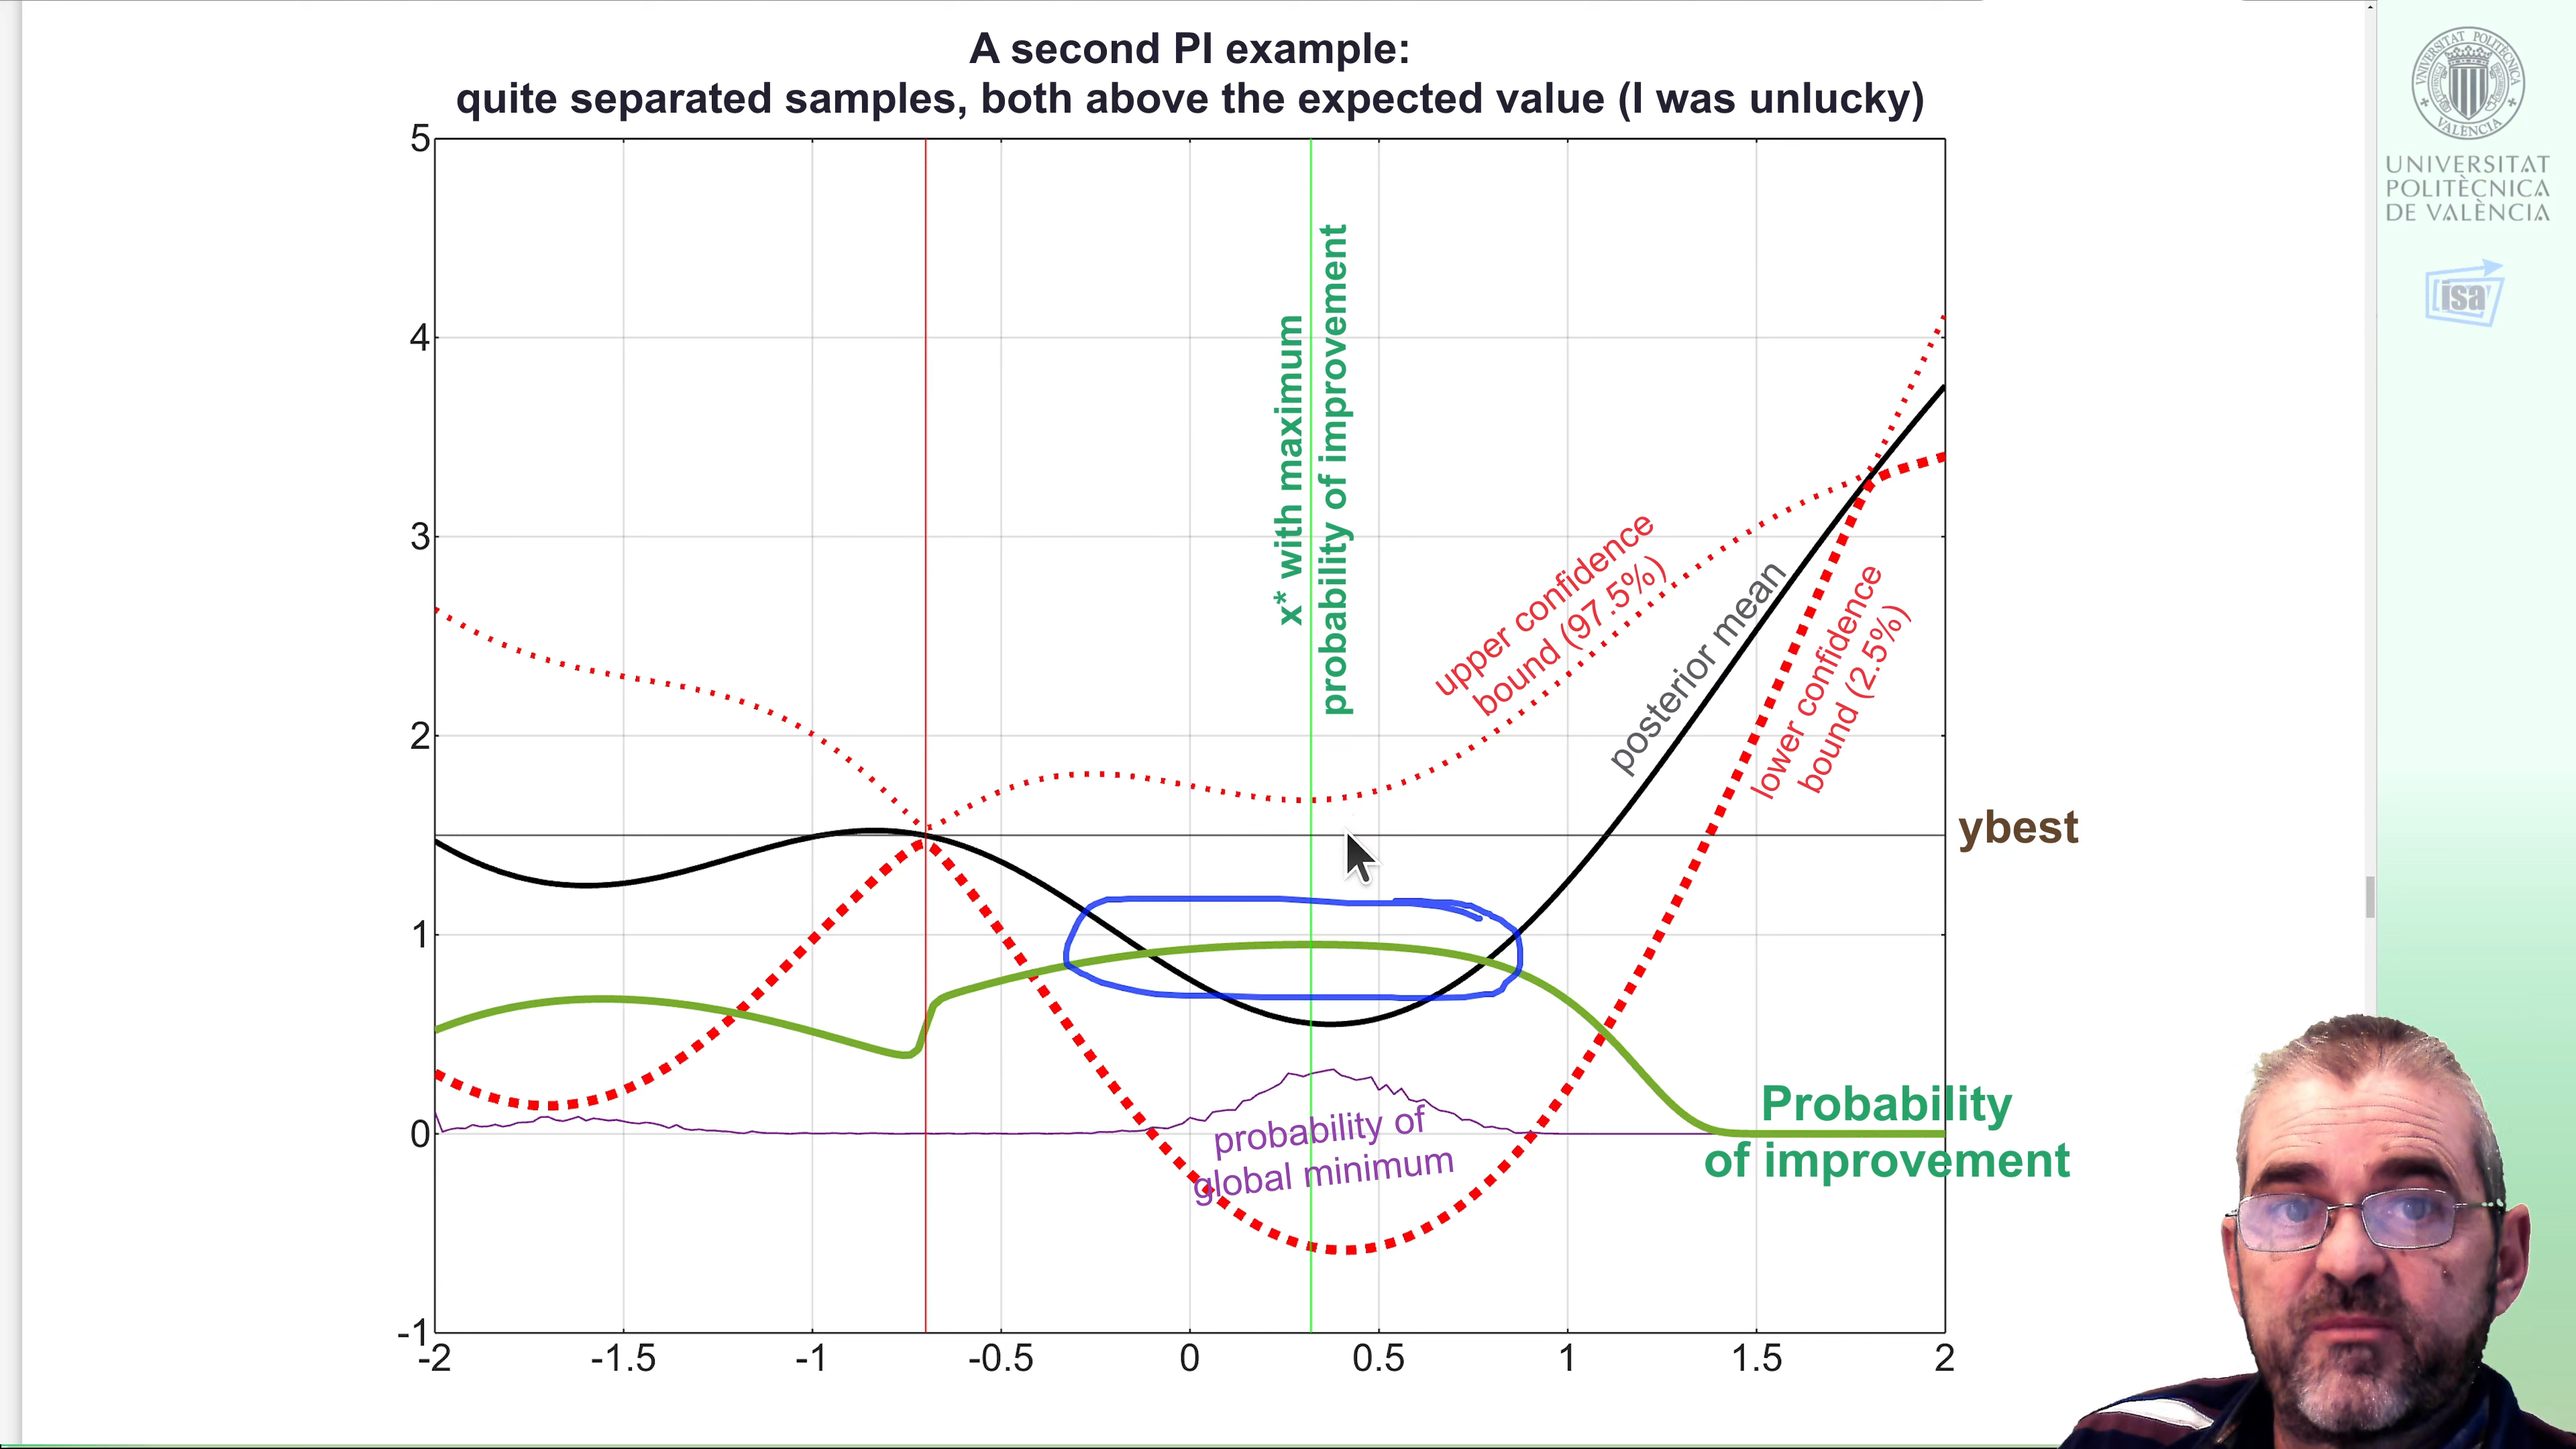 A second PI example:
quite separated samples, both above the expected value (I was unlucky)
5
4
3
2
1
0
-1
-2
-1.5
-1
-0.5
0
0.5
1
1.5
2
x* with maximum
probability of improvement
upper confidence
bound (97.5%)
posterior mean
lower confidence
bound (2.5%)
ybest
probability of
global minimum
Probability
of improvement
UNIVERSITAT POLITÈCNICA
VALÈNCIA
UNIVERSITAT
POLITÈCNICA
DE VALÈNCIA
isa